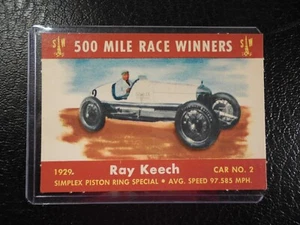 500 MILE RACE WINNERS
1929. Ray Keech CAR NO. 2
SIMPLEX PISTON RING SPECIAL • AVG. SPEED 97.585 MPH.